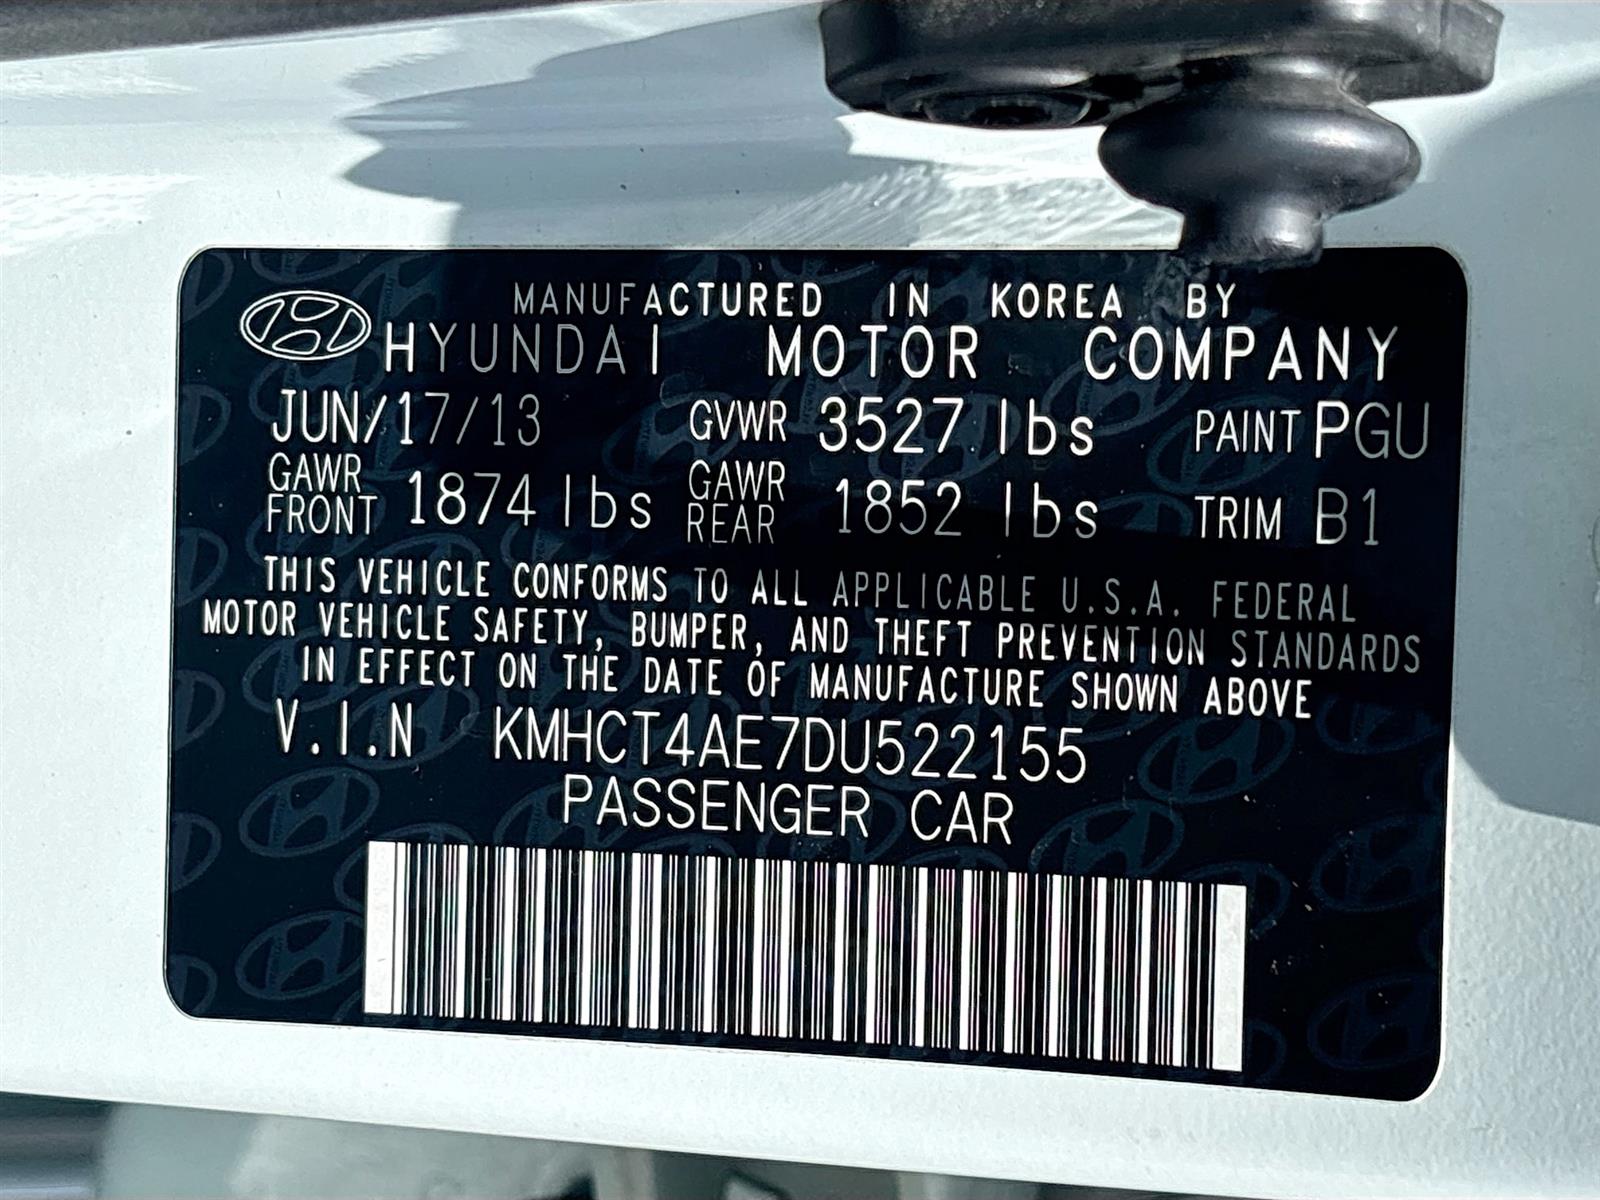 MANUFACTURED IN KOREA BY
HYUNDAI MOTOR COMPANY
JUN/17/13 GVWR 3527 lbs PAINT PGU
GAWR FRONT 1874 lbs GAWR REAR 1852 lbs TRIM B1
THIS VEHICLE CONFORMS TO ALL APPLICABLE U.S.A. FEDERAL
MOTOR VEHICLE SAFETY, BUMPER, AND THEFT PREVENTION STANDARDS
IN EFFECT ON THE DATE OF MANUFACTURE SHOWN ABOVE
V.I.N KMHCT4AE7DU522155
PASSENGER CAR